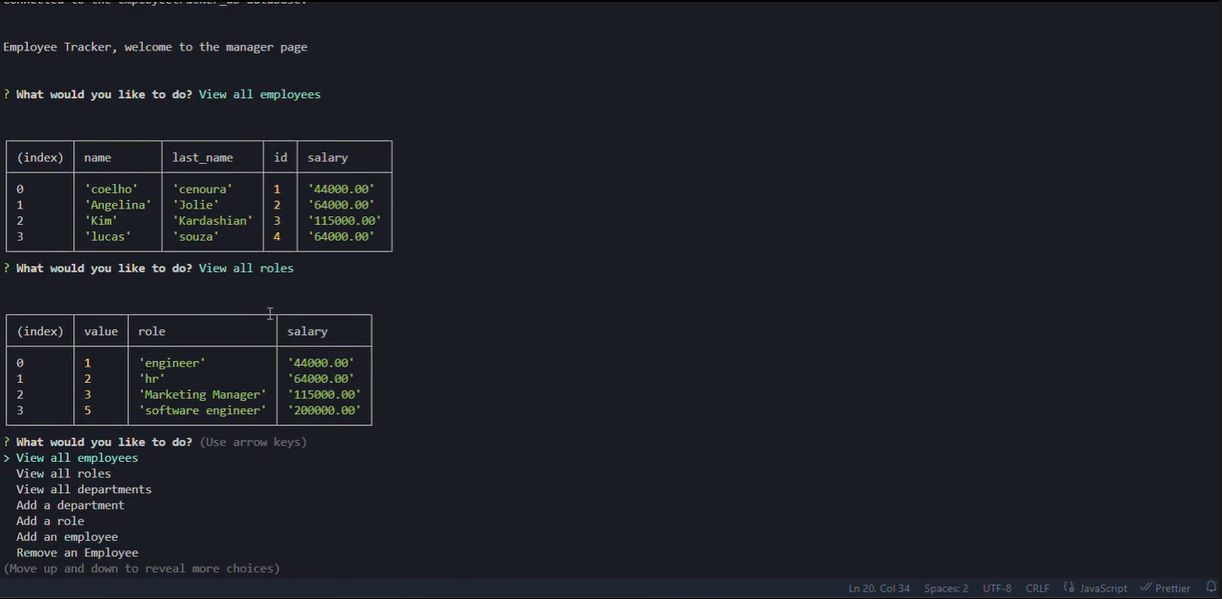 Connected to the employeetracker_db database.
Employee Tracker, welcome to the manager page
? What would you like to do? View all employees
(index) name last_name id salary
0 'coelho' 'cenoura' 1 '44000.00'
1 'Angelina' 'Jolie' 2 '64000.00'
2 'Kim' 'Kardashian' 3 '115000.00'
3 'lucas' 'souza' 4 '64000.00'
? What would you like to do? View all roles
(index) value role salary
0 1 'engineer' '44000.00'
1 2 'hr' '64000.00'
2 3 'Marketing Manager' '115000.00'
3 5 'software engineer' '200000.00'
? What would you like to do? (Use arrow keys)
> View all employees
View all roles
View all departments
Add a department
Add a role
Add an employee
Remove an Employee
(Move up and down to reveal more choices)
Ln 20, Col 34 Spaces: 2 UTF-8 CRLF JavaScript Prettier